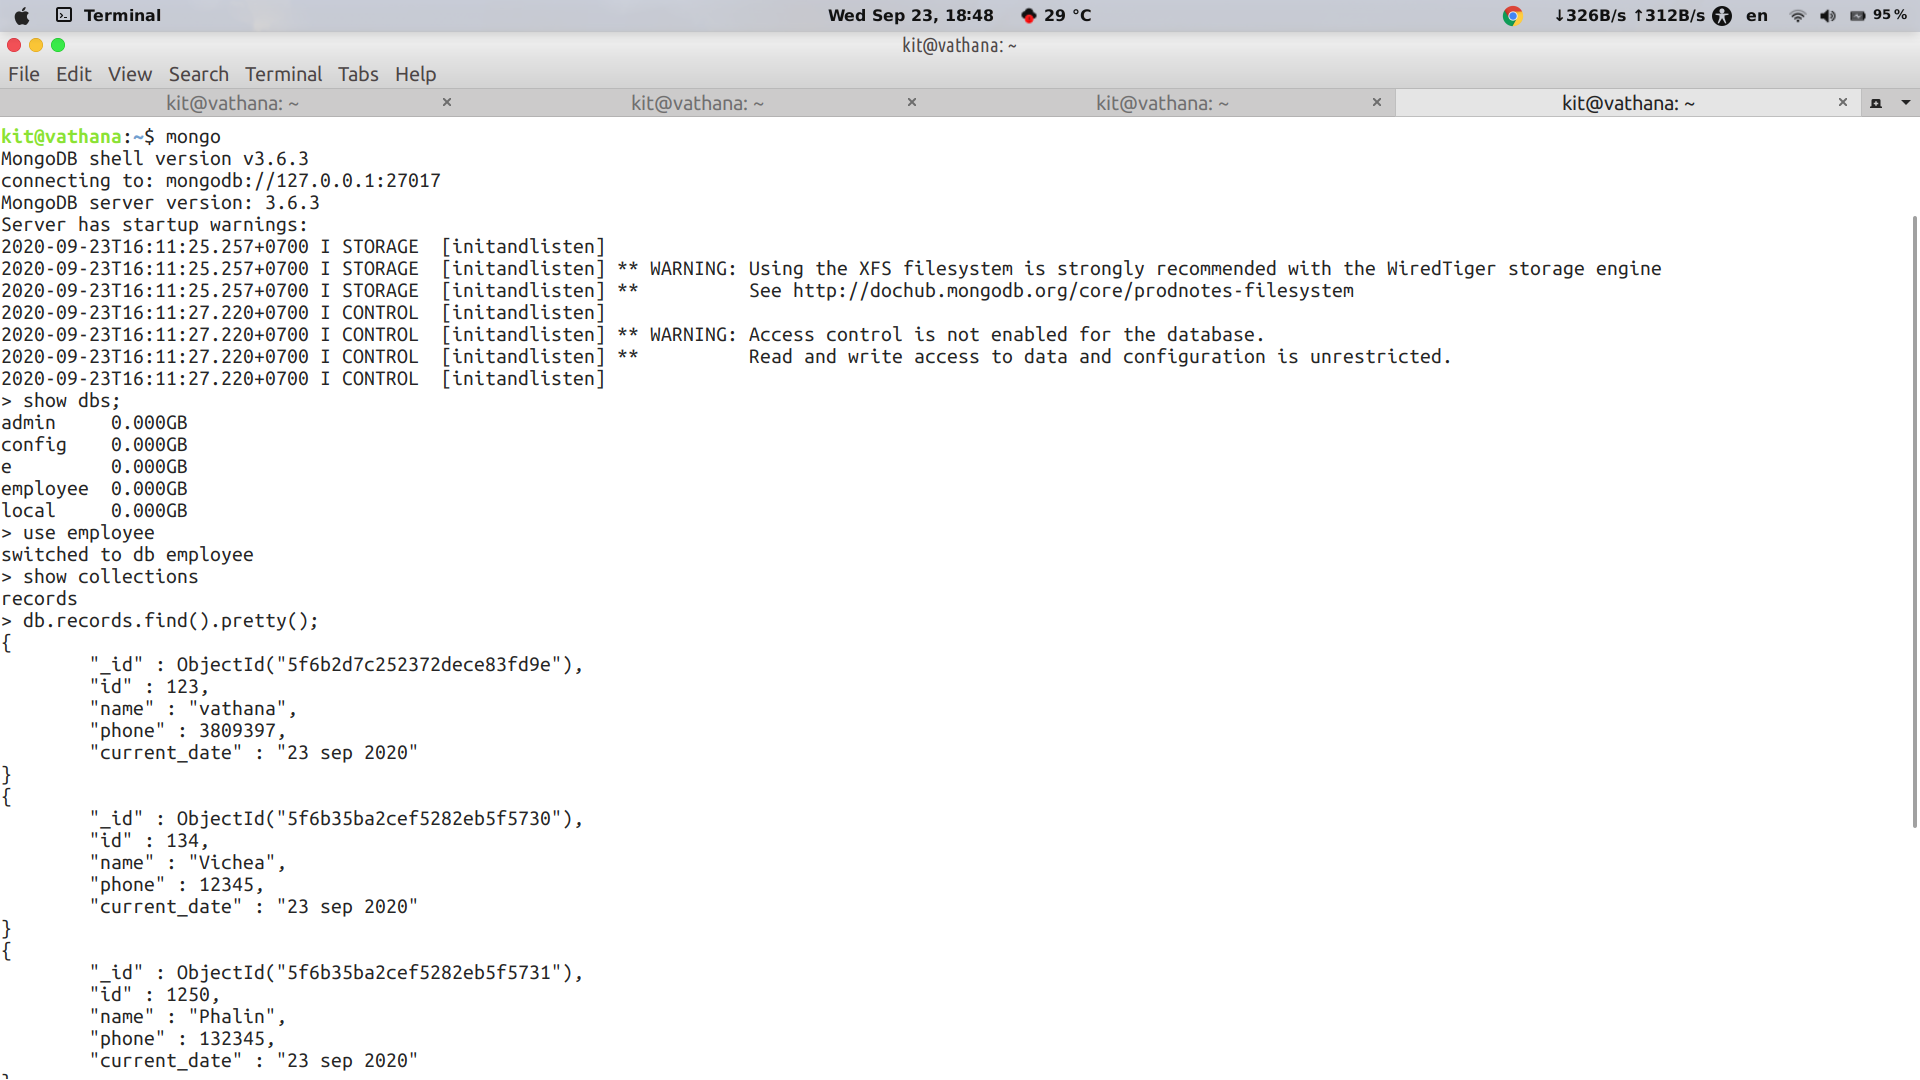 Terminal Wed Sep 23, 18:48 29 °C ↓326B/s ↑312B/s en 95%
kit@vathana: ~
File Edit View Search Terminal Tabs Help
kit@vathana: ~ × kit@vathana: ~ × kit@vathana: ~ × kit@vathana: ~ ×
kit@vathana:~$ mongo
MongoDB shell version v3.6.3
connecting to: mongodb://127.0.0.1:27017
MongoDB server version: 3.6.3
Server has startup warnings:
2020-09-23T16:11:25.257+0700 I STORAGE  [initandlisten]
2020-09-23T16:11:25.257+0700 I STORAGE  [initandlisten] ** WARNING: Using the XFS filesystem is strongly recommended with the WiredTiger storage engine
2020-09-23T16:11:25.257+0700 I STORAGE  [initandlisten] **          See http://dochub.mongodb.org/core/prodnotes-filesystem
2020-09-23T16:11:27.220+0700 I CONTROL  [initandlisten]
2020-09-23T16:11:27.220+0700 I CONTROL  [initandlisten] ** WARNING: Access control is not enabled for the database.
2020-09-23T16:11:27.220+0700 I CONTROL  [initandlisten] **          Read and write access to data and configuration is unrestricted.
2020-09-23T16:11:27.220+0700 I CONTROL  [initandlisten]
> show dbs;
admin     0.000GB
config    0.000GB
e         0.000GB
employee  0.000GB
local     0.000GB
> use employee
switched to db employee
> show collections
records
> db.records.find().pretty();
{
        "_id" : ObjectId("5f6b2d7c252372dece83fd9e"),
        "id" : 123,
        "name" : "vathana",
        "phone" : 3809397,
        "current_date" : "23 sep 2020"
}
{
        "_id" : ObjectId("5f6b35ba2cef5282eb5f5730"),
        "id" : 134,
        "name" : "Vichea",
        "phone" : 12345,
        "current_date" : "23 sep 2020"
}
{
        "_id" : ObjectId("5f6b35ba2cef5282eb5f5731"),
        "id" : 1250,
        "name" : "Phalin",
        "phone" : 132345,
        "current_date" : "23 sep 2020"
}